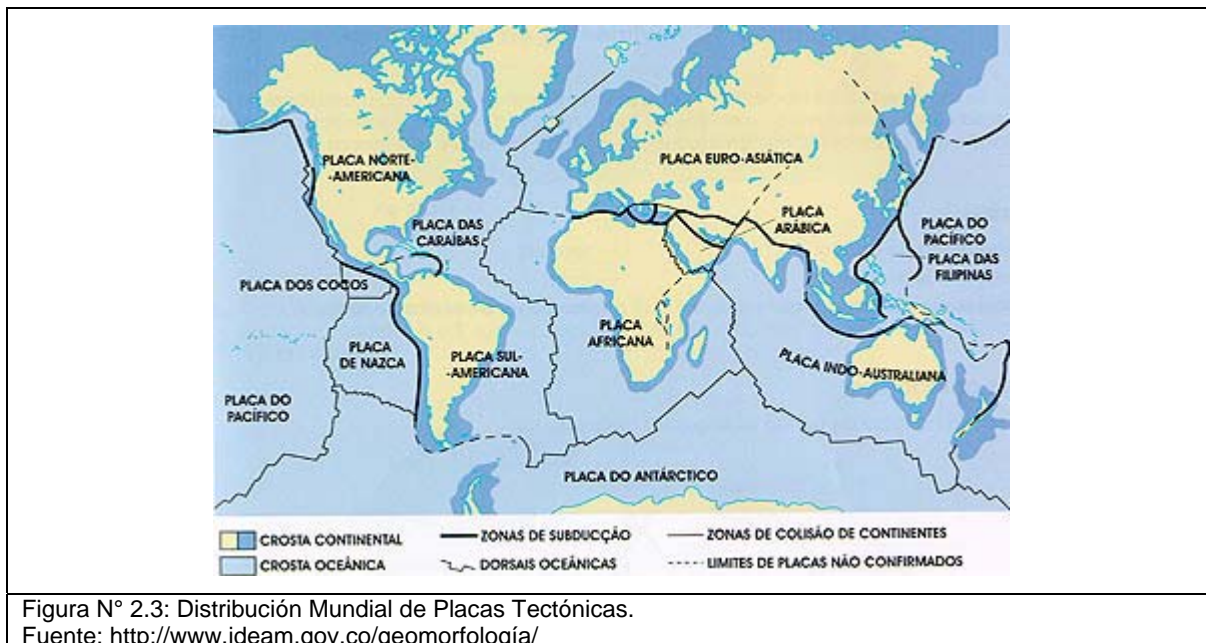 PLACA NORTE-
-AMERICANA
PLACA EURO-ASIÁTICA
PLACA DAS
CARAÍBAS
PLACA
ARÁBICA
PLACA DO
PACÍFICO
PLACA DAS
FILIPINAS
PLACA DOS COCOS
PLACA
DE NAZCA
PLACA SUL-
-AMERICANA
PLACA
AFRICANA
PLACA INDO-AUSTRALIANA
PLACA DO
PACÍFICO
PLACA DO ANTÁRCTICO
CROSTA CONTINENTAL
ZONAS DE SUBDUCÇÃO
ZONAS DE COLISÃO DE CONTINENTES
CROSTA OCEÂNICA
DORSAIS OCEÂNICAS
LIMITES DE PLACAS NÃO CONFIRMADOS
Figura N° 2.3: Distribución Mundial de Placas Tectónicas.
Fuente: http://www.ideam.gov.co/geomorfología/